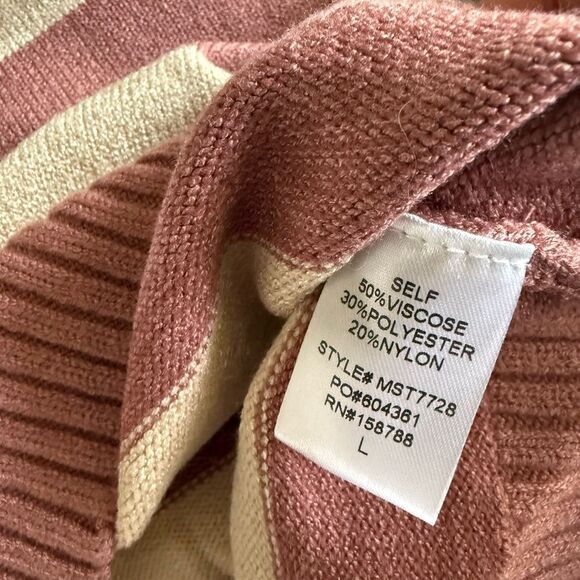 SELF
50%VISCOSE
30%POLYESTER
20%NYLON
STYLE# MST7728
PO#604361
RN#158788
L